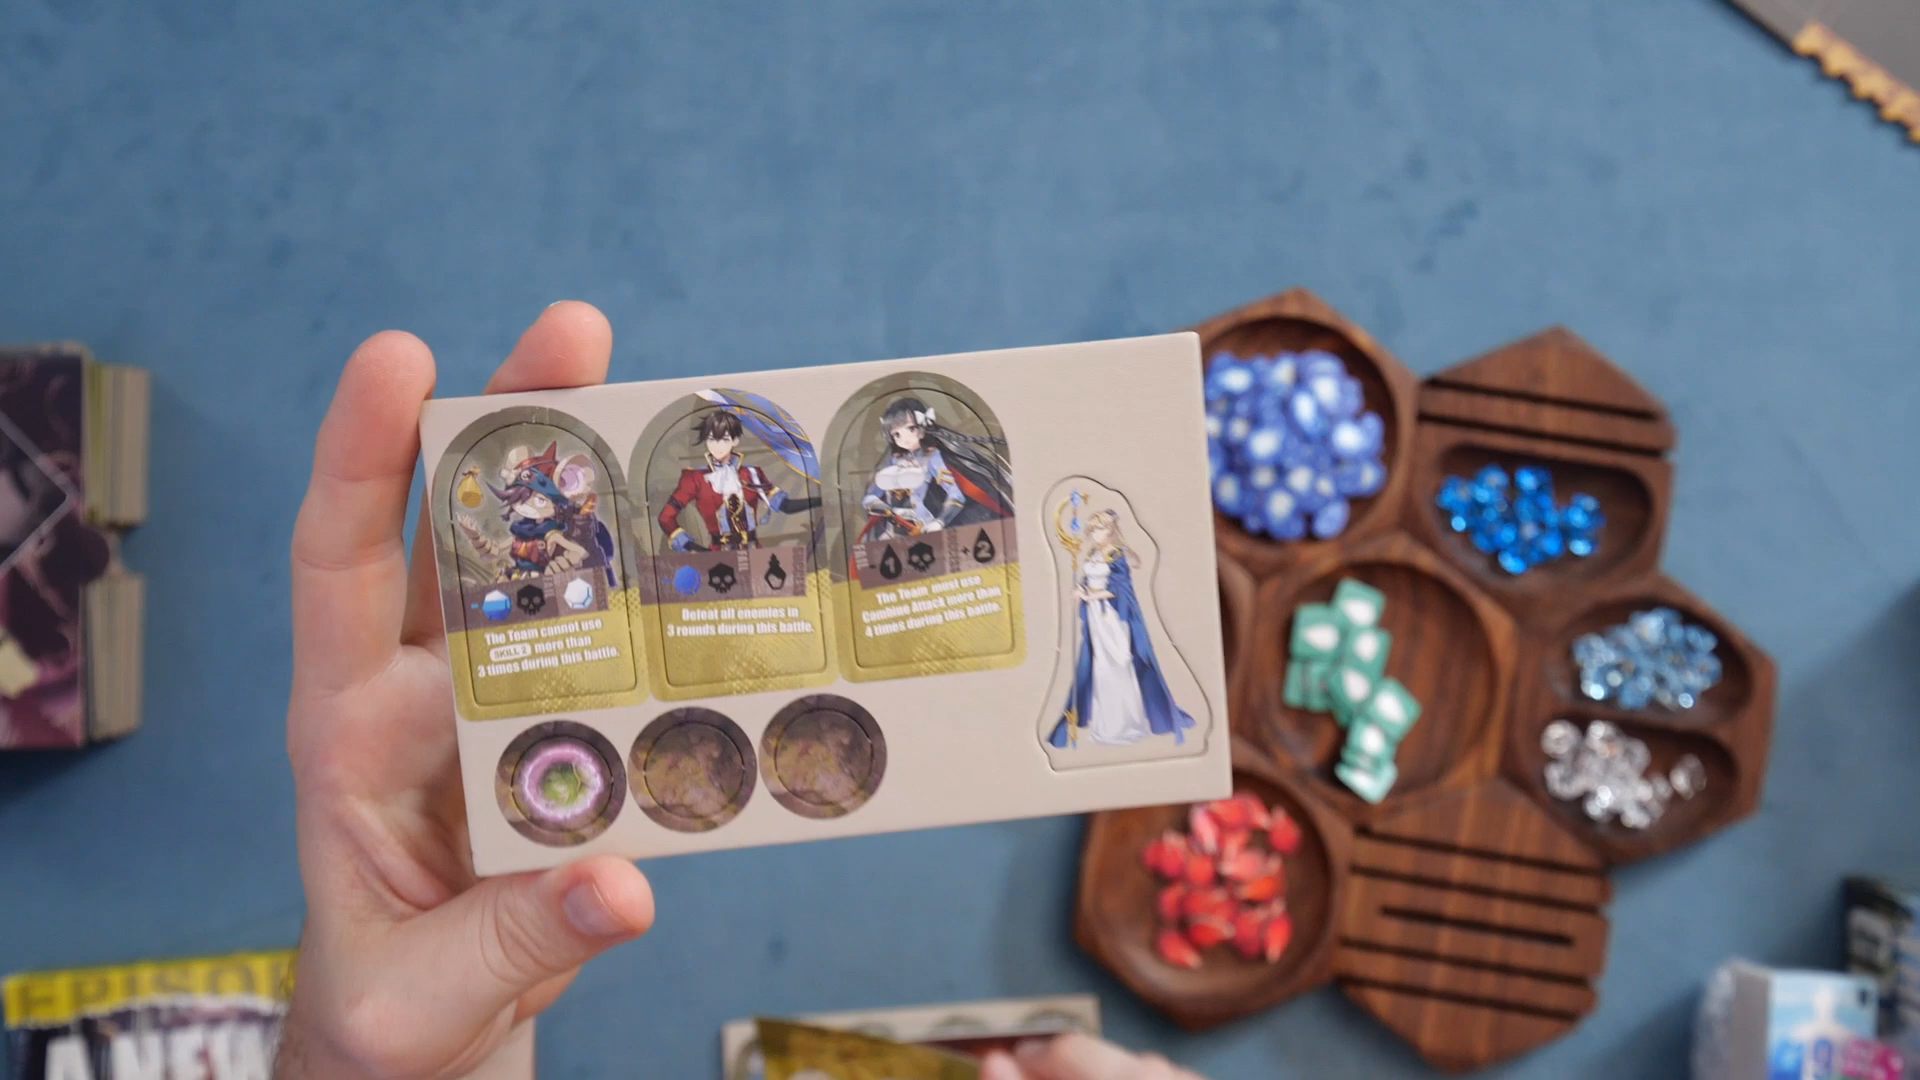 The Team cannot use
SKILL 2 more than
3 times during this battle.
Defeat all enemies in
3 rounds during this battle.
-1
+2
The Team must use
Combine Attack more than
4 times during this battle.
EPISO
A NEW